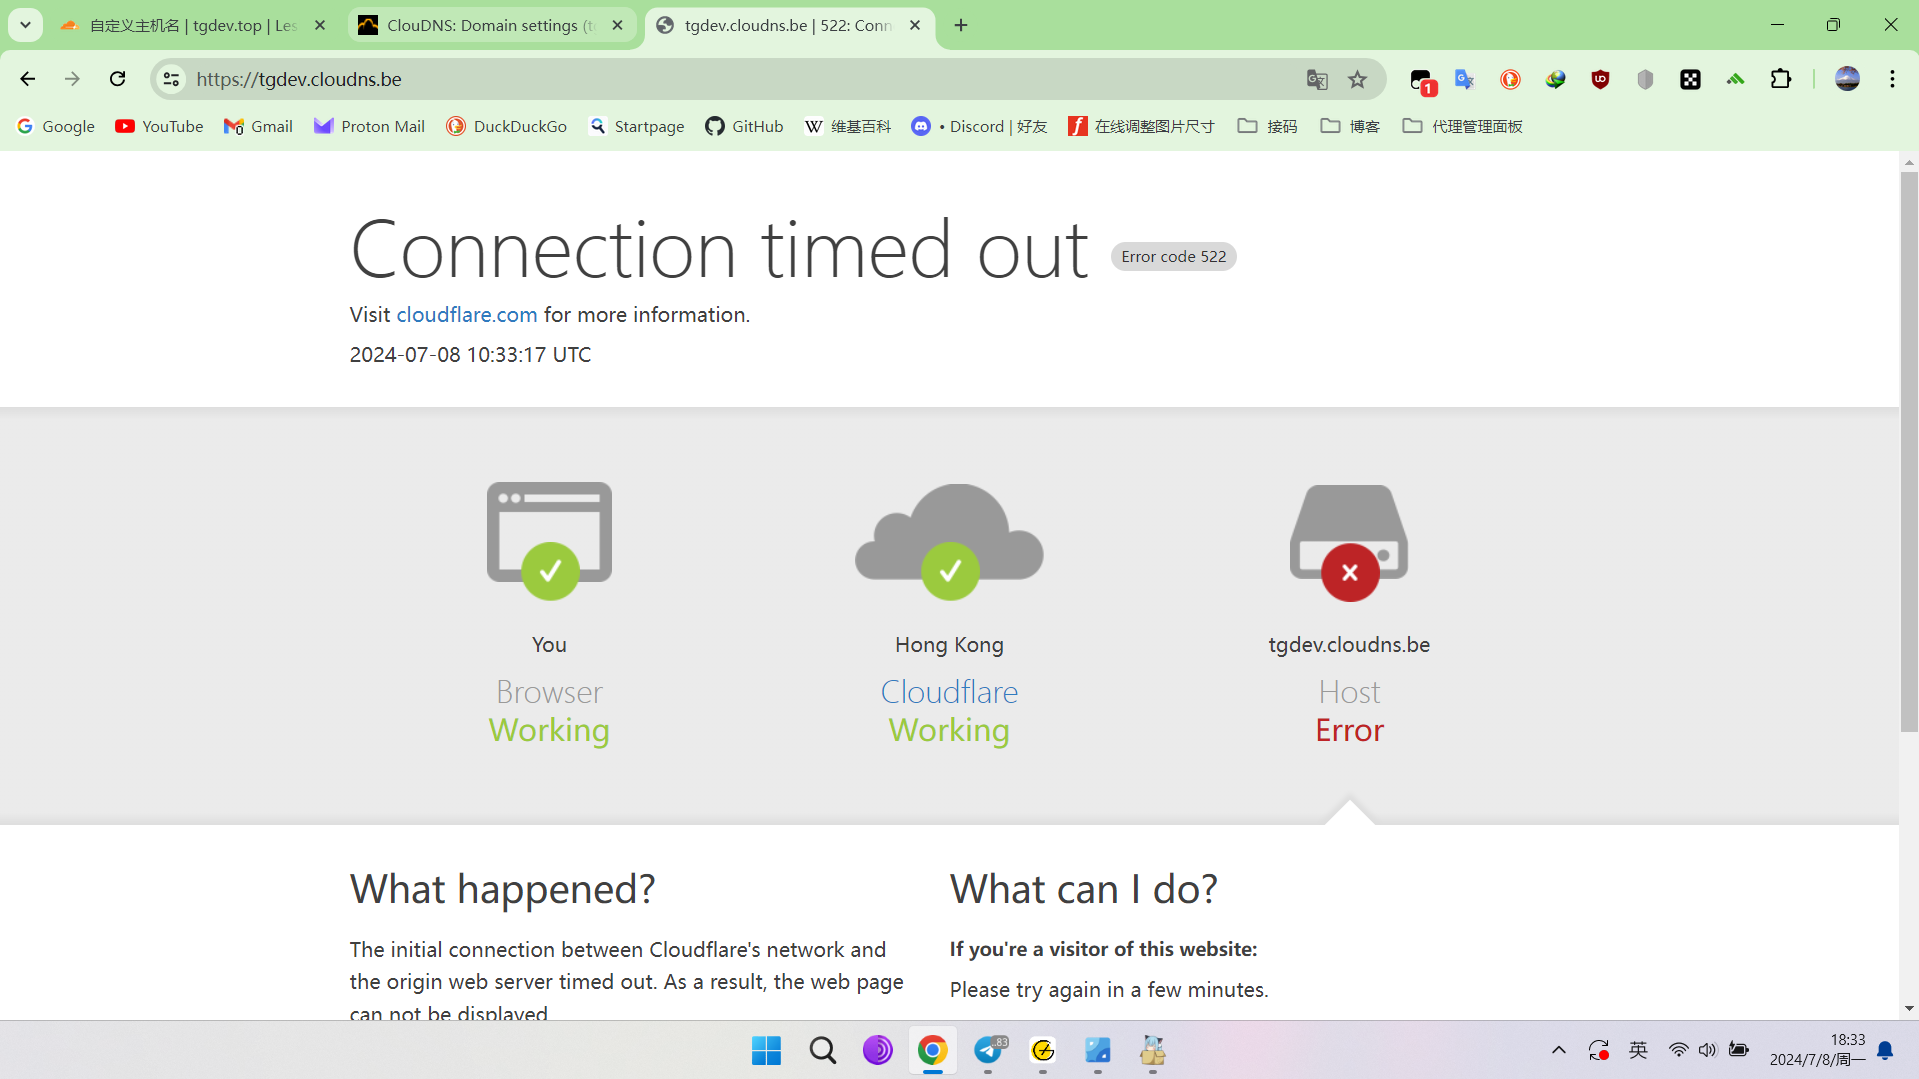 自定义主机名 | tgdev.top | Les
ClouDNS: Domain settings (t
tgdev.cloudns.be | 522: Conn
https://tgdev.cloudns.be
1
Google
YouTube
Gmail
Proton Mail
DuckDuckGo
Startpage
GitHub
维基百科
• Discord | 好友
在线调整图片尺寸
接码
博客
代理管理面板
Connection timed out Error code 522
Visit cloudflare.com for more information.
2024-07-08 10:33:17 UTC
You
Browser
Working
Hong Kong
Cloudflare
Working
tgdev.cloudns.be
Host
Error
What happened?
The initial connection between Cloudflare's network and
the origin web server timed out. As a result, the web page
can not be displayed
What can I do?
If you're a visitor of this website:
Please try again in a few minutes.
..83
英
18:33
2024/7/8/周一